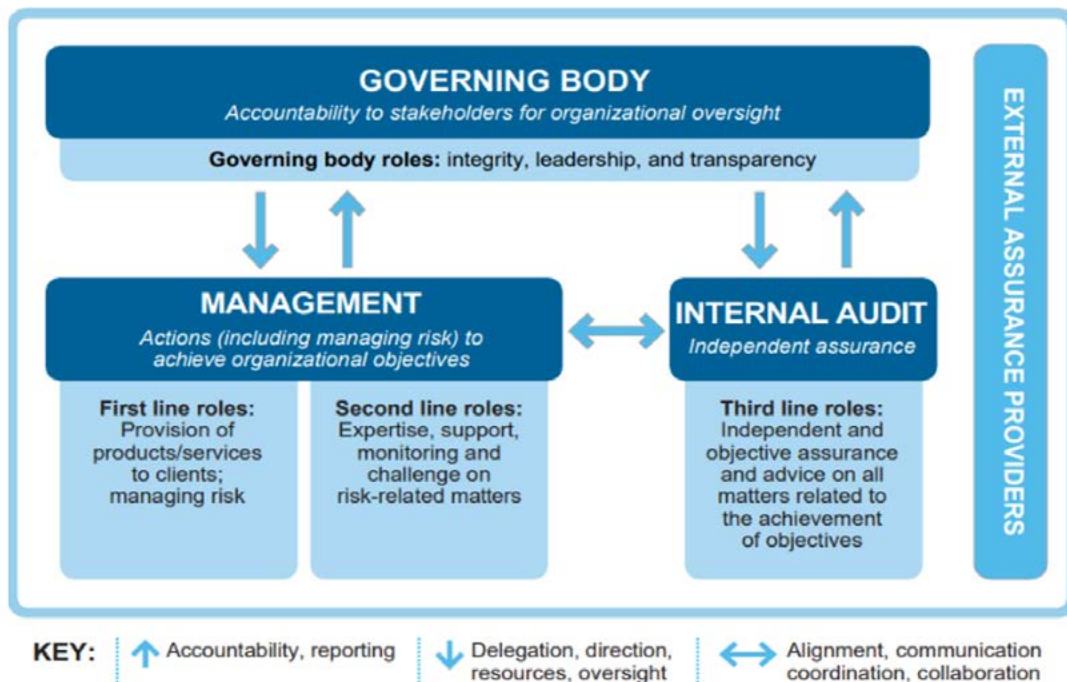 GOVERNING BODY
Accountability to stakeholders for organizational oversight
Governing body roles: integrity, leadership, and transparency
MANAGEMENT
Actions (including managing risk) to
achieve organizational objectives
First line roles:
Provision of
products/services
to clients;
managing risk
Second line roles:
Expertise, support,
monitoring and
challenge on
risk-related matters
INTERNAL AUDIT
Independent assurance
Third line roles:
Independent and
objective assurance
and advice on all
matters related to
the achievement
of objectives
EXTERNAL ASSURANCE PROVIDERS
KEY:
Accountability, reporting
Delegation, direction,
resources, oversight
Alignment, communication
coordination, collaboration